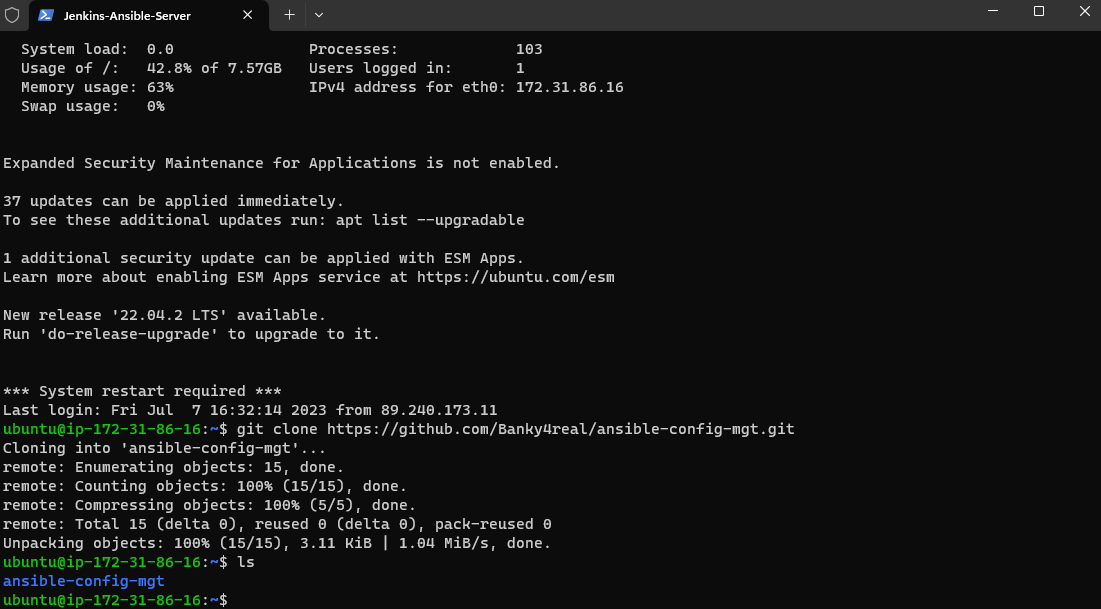 Jenkins-Ansible-Server
System load: 0.0 Processes: 103
Usage of /: 42.8% of 7.57GB Users logged in: 1
Memory usage: 63% IPv4 address for eth0: 172.31.86.16
Swap usage: 0%
Expanded Security Maintenance for Applications is not enabled.
37 updates can be applied immediately.
To see these additional updates run: apt list --upgradable
1 additional security update can be applied with ESM Apps.
Learn more about enabling ESM Apps service at https://ubuntu.com/esm
New release '22.04.2 LTS' available.
Run 'do-release-upgrade' to upgrade to it.
*** System restart required ***
Last login: Fri Jul  7 16:32:14 2023 from 89.240.173.11
ubuntu@ip-172-31-86-16:~$ git clone https://github.com/Banky4real/ansible-config-mgt.git
Cloning into 'ansible-config-mgt'...
remote: Enumerating objects: 15, done.
remote: Counting objects: 100% (15/15), done.
remote: Compressing objects: 100% (5/5), done.
remote: Total 15 (delta 0), reused 0 (delta 0), pack-reused 0
Unpacking objects: 100% (15/15), 3.11 KiB | 1.04 MiB/s, done.
ubuntu@ip-172-31-86-16:~$ ls
ansible-config-mgt
ubuntu@ip-172-31-86-16:~$